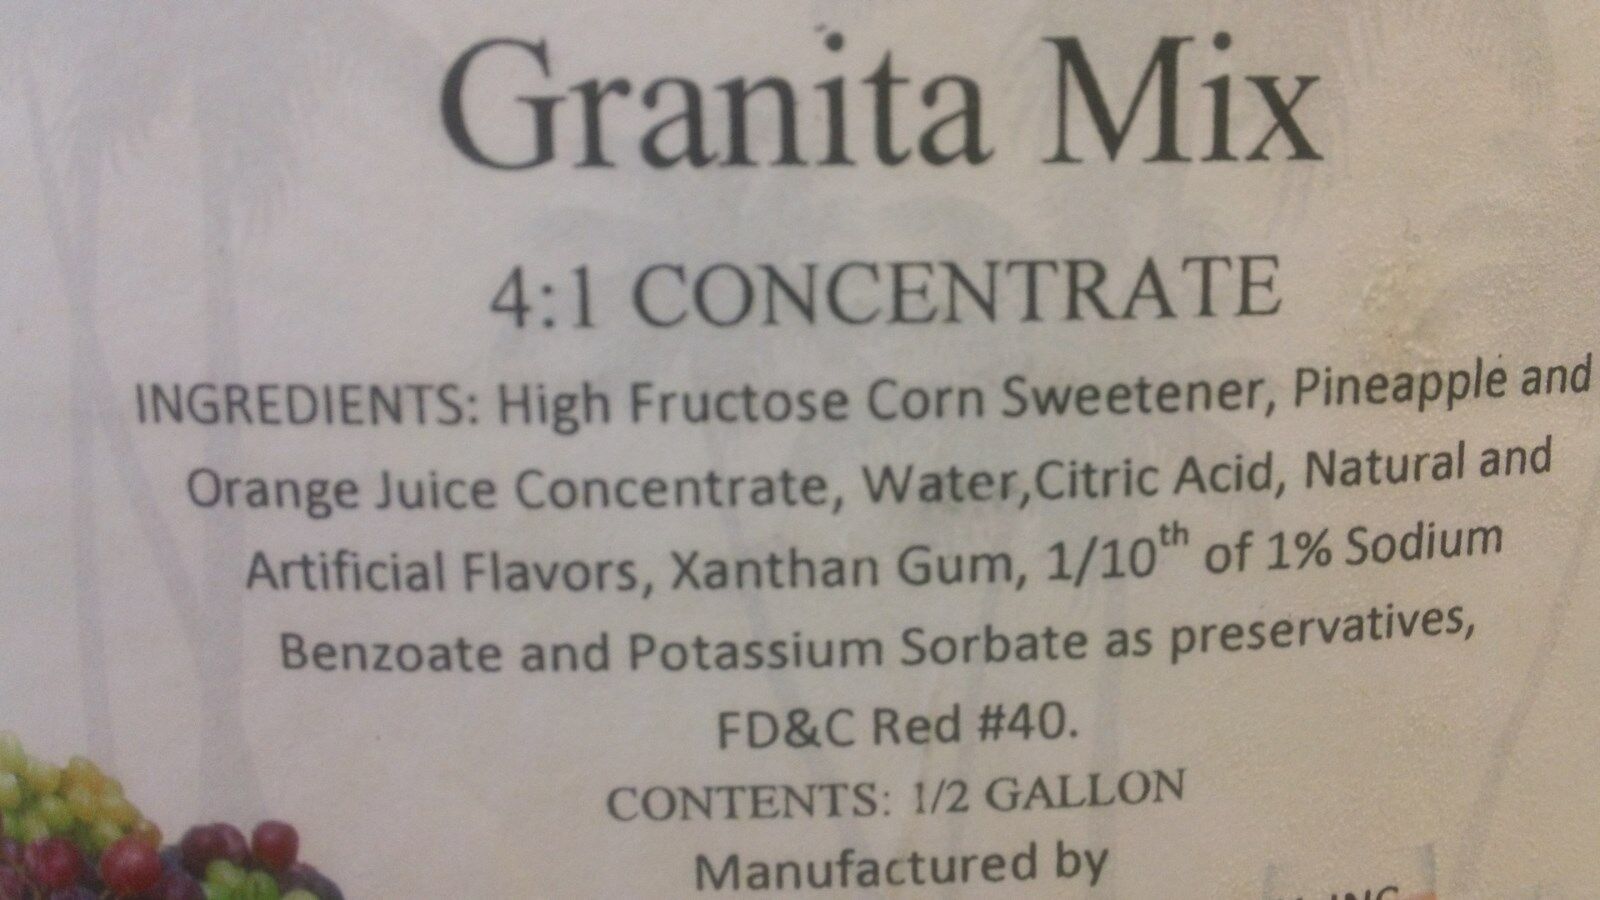 Granita Mix
4:1 CONCENTRATE
INGREDIENTS: High Fructose Corn Sweetener, Pineapple and
Orange Juice Concentrate, Water,Citric Acid, Natural and
Artificial Flavors, Xanthan Gum, 1/10th of 1% Sodium
Benzoate and Potassium Sorbate as preservatives,
FD&C Red #40.
CONTENTS: 1/2 GALLON
Manufactured by